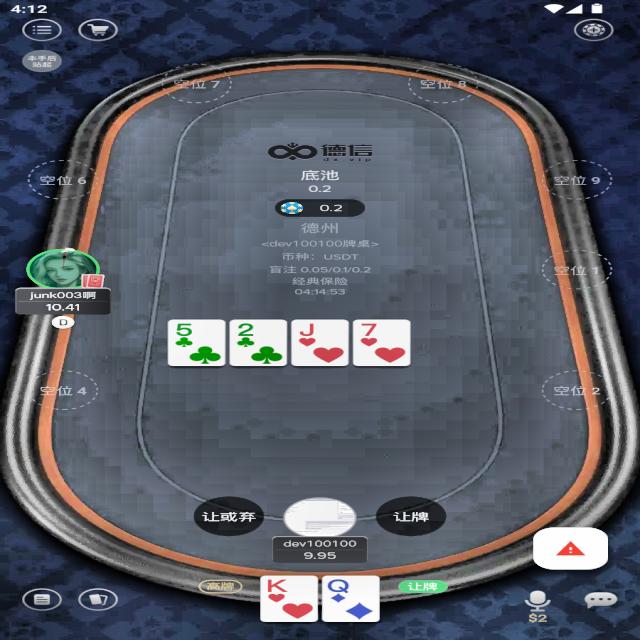 4:12
本手后
站起
空位 7
空位 8
德信
dx.vip
底池
0.2
0.2
德州
<dev100100牌桌>
币种：USDT
盲注 0.05/0.1/0.2
经典保险
04:14:53
空位 6
空位 9
空位 1
junk003啊
10.41
D
5 2 J 7
空位 4
空位 2
让或弃
让牌
dev100100
9.95
高牌
K Q
让牌
$2